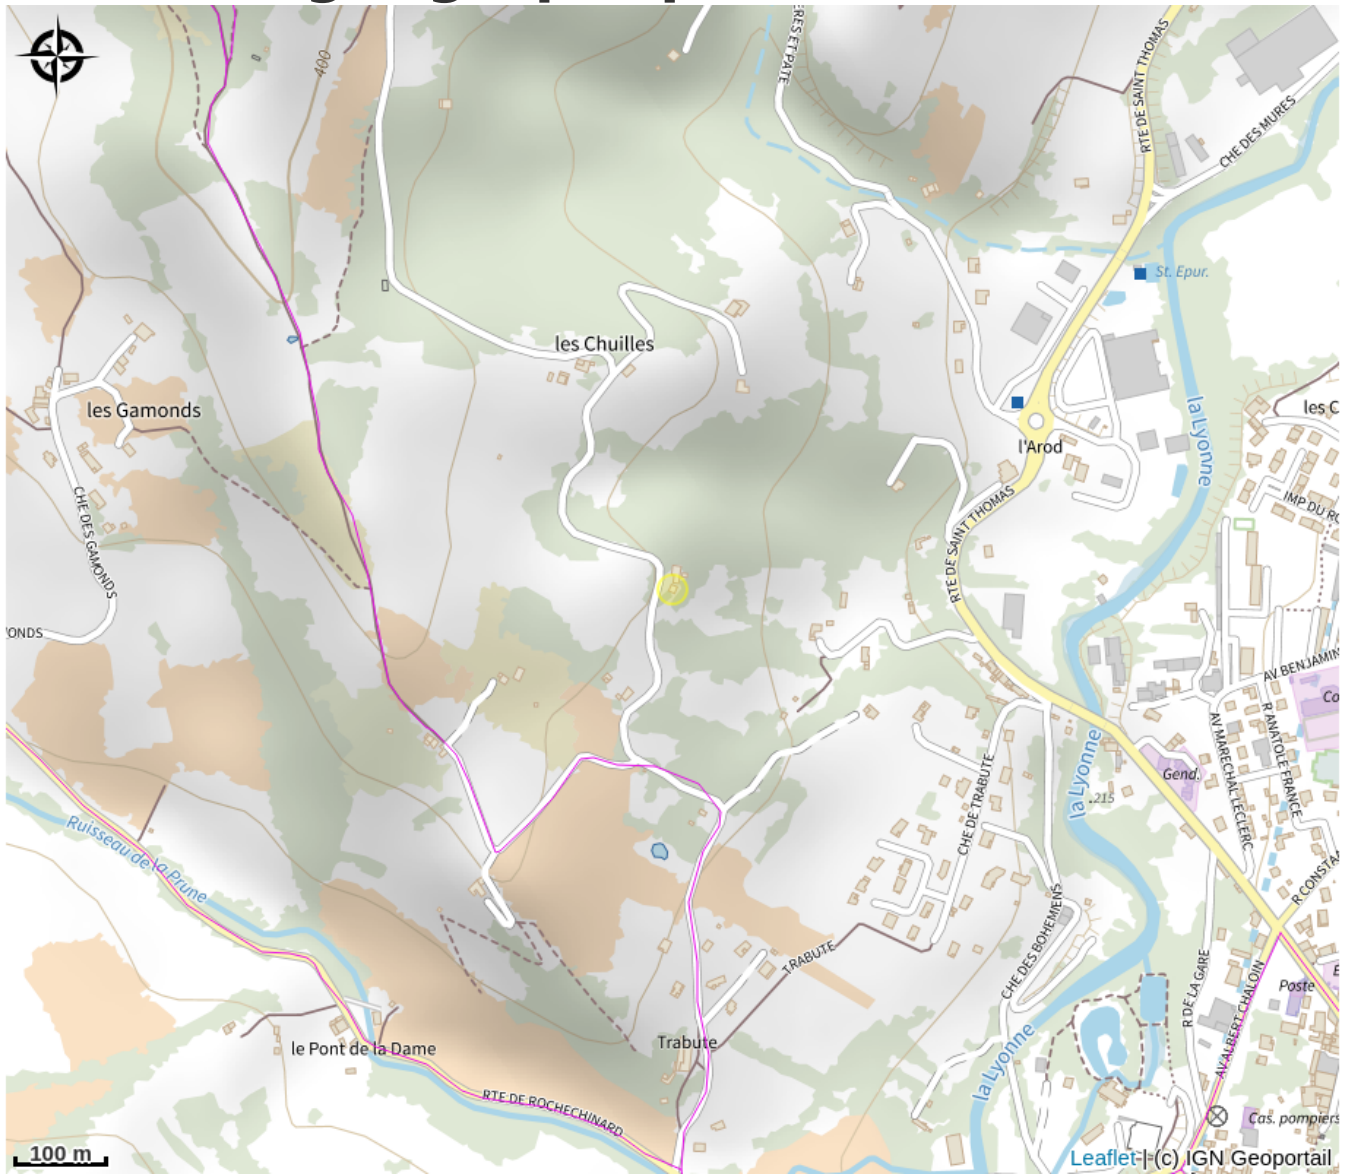 400
RES ET PATE
RTE DE SAINT THOMAS
CHE DES MURES
St. Epur.
les Chuilles
les Gamonds
la Lyonne
les C
l'Arod
CHE DES GAMONDS
IMP DU RO
RTE DE SAINT THOMAS
ONDS
AV BENJAMIN
Co
AV MARECHAL LECLERC
R ANATOLE FRANCE
la Lyonne
Gend.
CHE DE TRABUTE
.215
Ruisseau de la Prune
R CONSTA
CHE DES BOHEMIENS
TRABUTE
R DE LA GARE
AV ALBERT CHALOIN
Poste
E
le Pont de la Dame
Trabute
la Lyonne
RTE DE ROCHECHINARD
Cas. pompiers
100 m
Leaflet | (c) IGN Geoportail